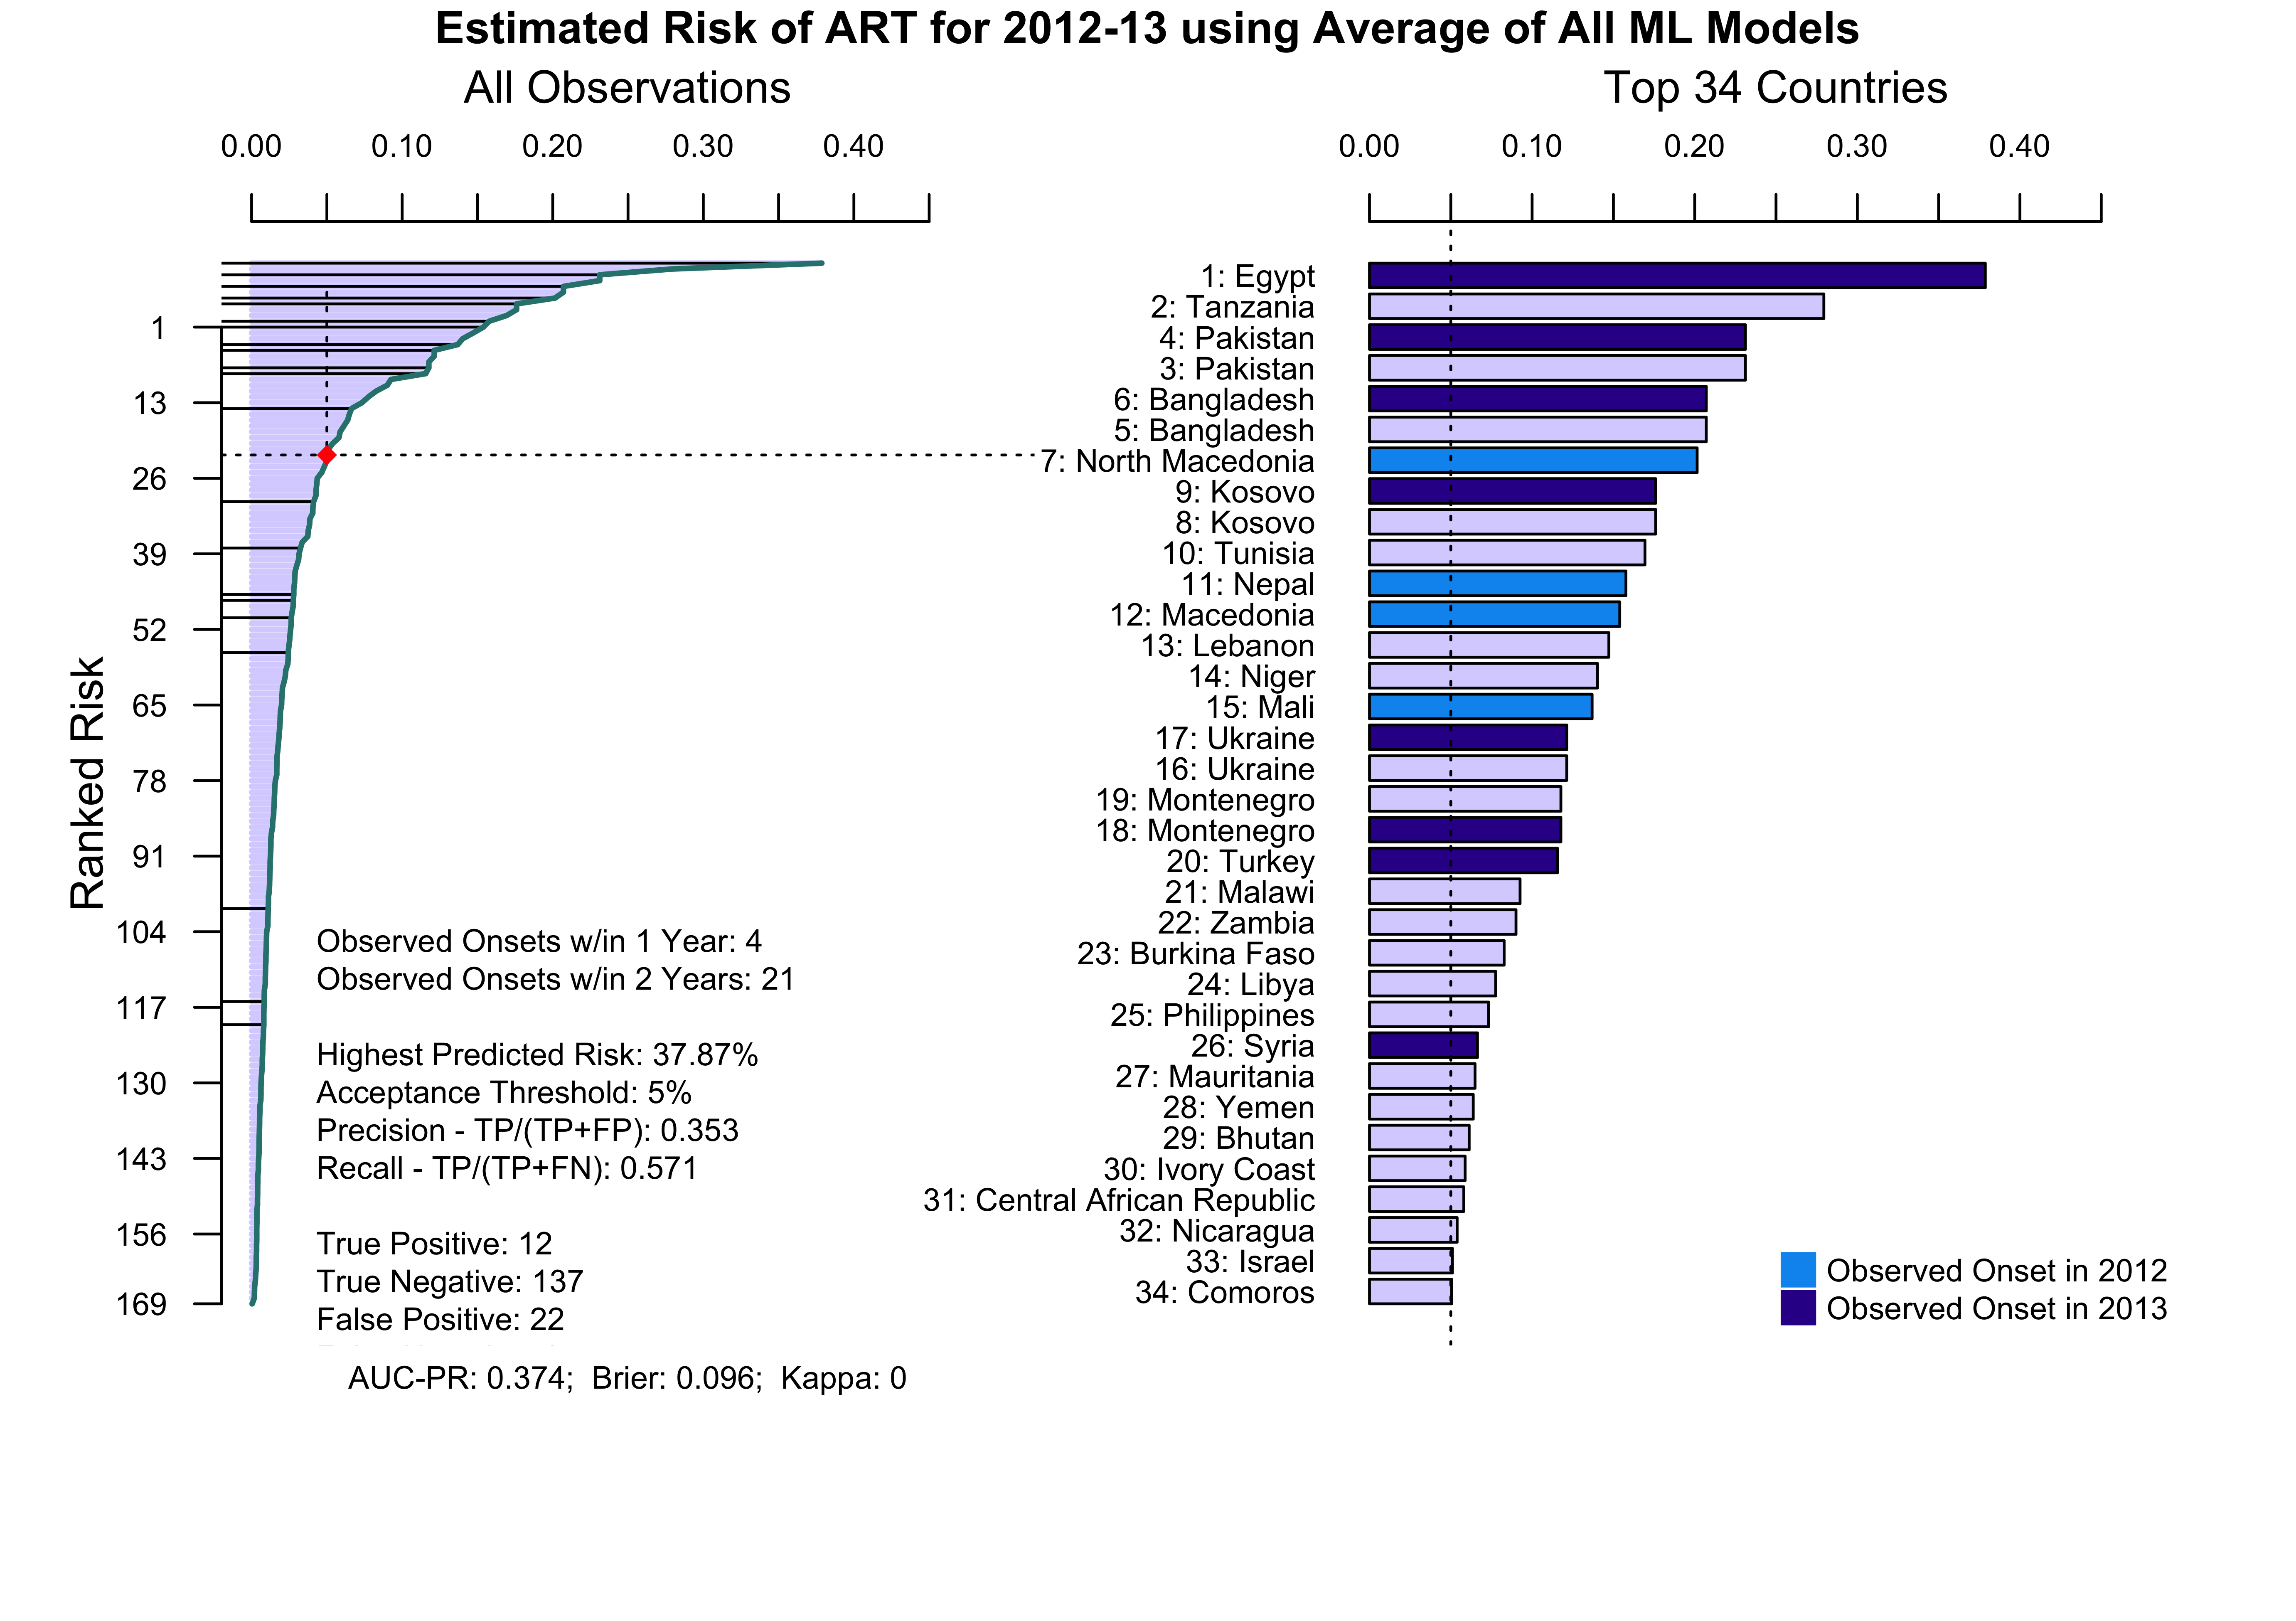 Estimated Risk of ART for 2012-13 using Average of All ML Models
All Observations
0.00 0.10 0.20 0.30 0.40
Ranked Risk
1
13
26
39
52
65
78
91
104
117
130
143
156
169
Observed Onsets w/in 1 Year: 4
Observed Onsets w/in 2 Years: 21
Highest Predicted Risk: 37.87%
Acceptance Threshold: 5%
Precision - TP/(TP+FP): 0.353
Recall - TP/(TP+FN): 0.571
True Positive: 12
True Negative: 137
False Positive: 22
AUC-PR: 0.374; Brier: 0.096; Kappa: 0
Top 34 Countries
0.00 0.10 0.20 0.30 0.40
1: Egypt
2: Tanzania
4: Pakistan
3: Pakistan
6: Bangladesh
5: Bangladesh
7: North Macedonia
9: Kosovo
8: Kosovo
10: Tunisia
11: Nepal
12: Macedonia
13: Lebanon
14: Niger
15: Mali
17: Ukraine
16: Ukraine
19: Montenegro
18: Montenegro
20: Turkey
21: Malawi
22: Zambia
23: Burkina Faso
24: Libya
25: Philippines
26: Syria
27: Mauritania
28: Yemen
29: Bhutan
30: Ivory Coast
31: Central African Republic
32: Nicaragua
33: Israel
34: Comoros
Observed Onset in 2012
Observed Onset in 2013